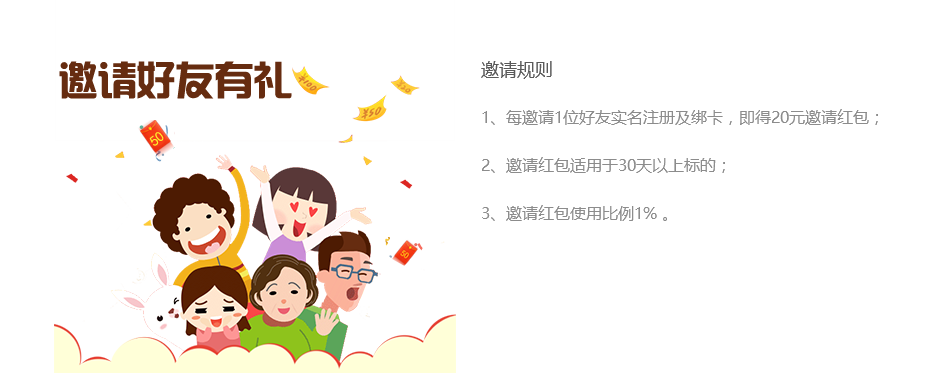 邀请好友有礼
¥100
¥50
50
50
邀请规则
1、每邀请1位好友实名注册及绑卡，即得20元邀请红包；
2、邀请红包适用于30天以上标的；
3、邀请红包使用比例1% 。